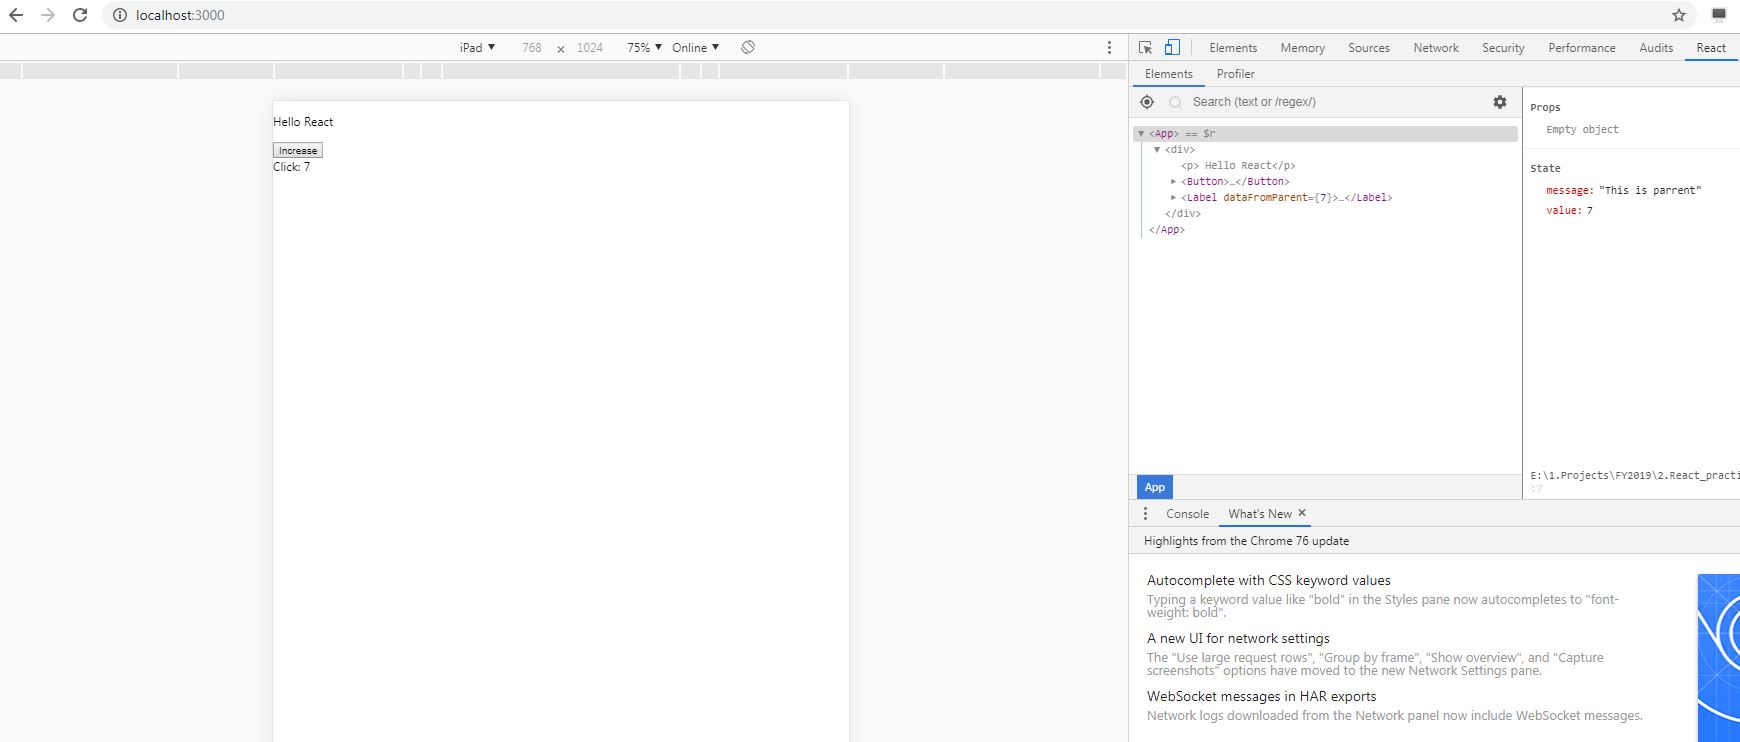 localhost:3000
iPad ▼ 768 × 1024 75% ▼ Online ▼
Hello React
Increase
Click: 7
Elements Memory Sources Network Security Performance Audits React
Elements Profiler
Search (text or /regex/)
▼ <App> == $r
▼ <div>
<p> Hello React</p>
▶ <Button>…</Button>
▶ <Label dataFromParent={7}>…</Label>
</div>
</App>
App
Props
Empty object
State
message: "This is parrent"
value: 7
E:\1.Projects\FY2019\2.React_practi
:7
Console What's New ×
Highlights from the Chrome 76 update
Autocomplete with CSS keyword values
Typing a keyword value like "bold" in the Styles pane now autocompletes to "font-
weight: bold".
A new UI for network settings
The "Use large request rows", "Group by frame", "Show overview", and "Capture
screenshots" options have moved to the new Network Settings pane.
WebSocket messages in HAR exports
Network logs downloaded from the Network panel now include WebSocket messages.